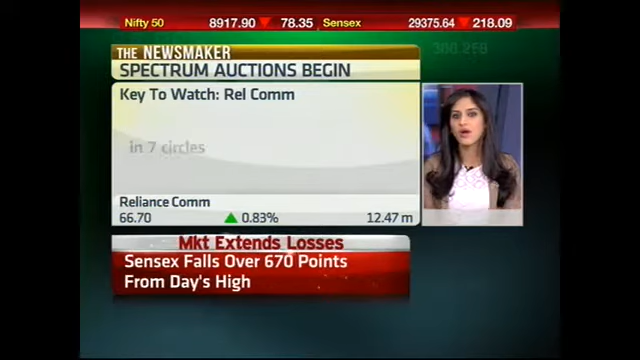 Nifty 50 8917.90 ▼ 78.35 Sensex 29375.64 ▼ 218.09
THE NEWSMAKER
SPECTRUM AUCTIONS BEGIN
Key To Watch: Rel Comm
in 7 circles
Reliance Comm
66.70 ▲ 0.83% 12.47 m
Mkt Extends Losses
Sensex Falls Over 670 Points
From Day's High